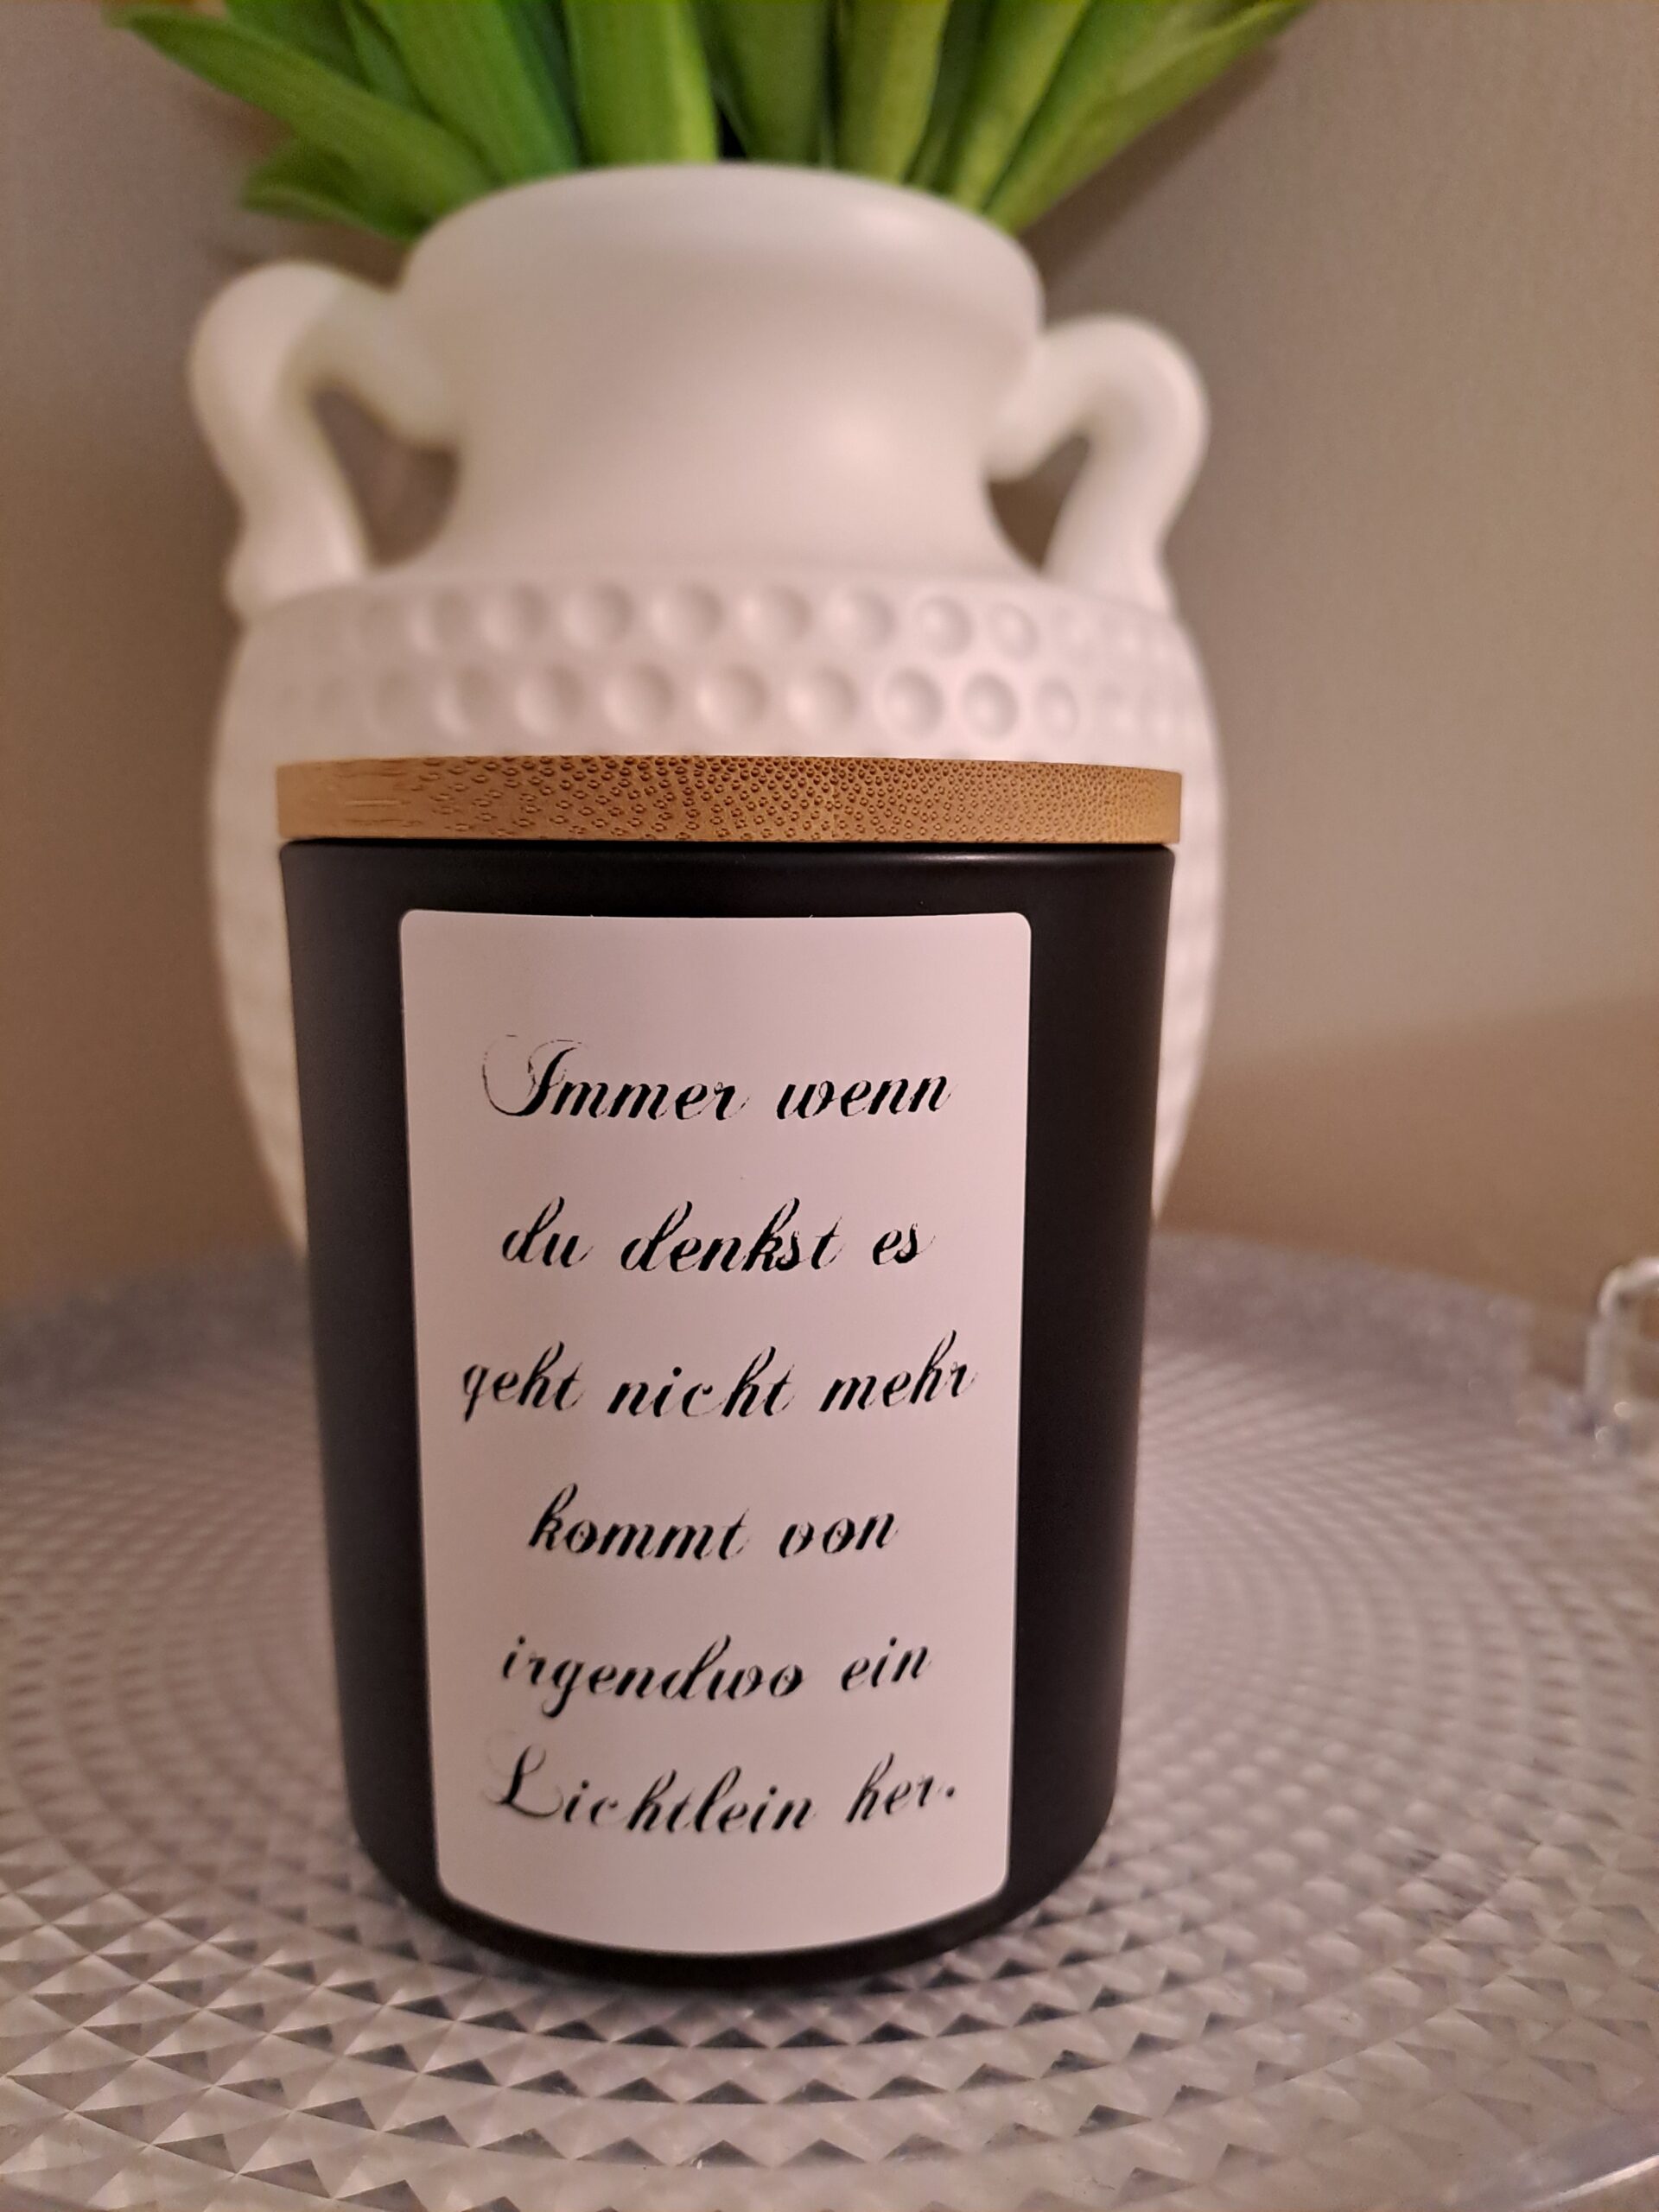 Immer wenn
du denkst es
geht nicht mehr
kommt von
irgendwo ein
Lichtlein her.